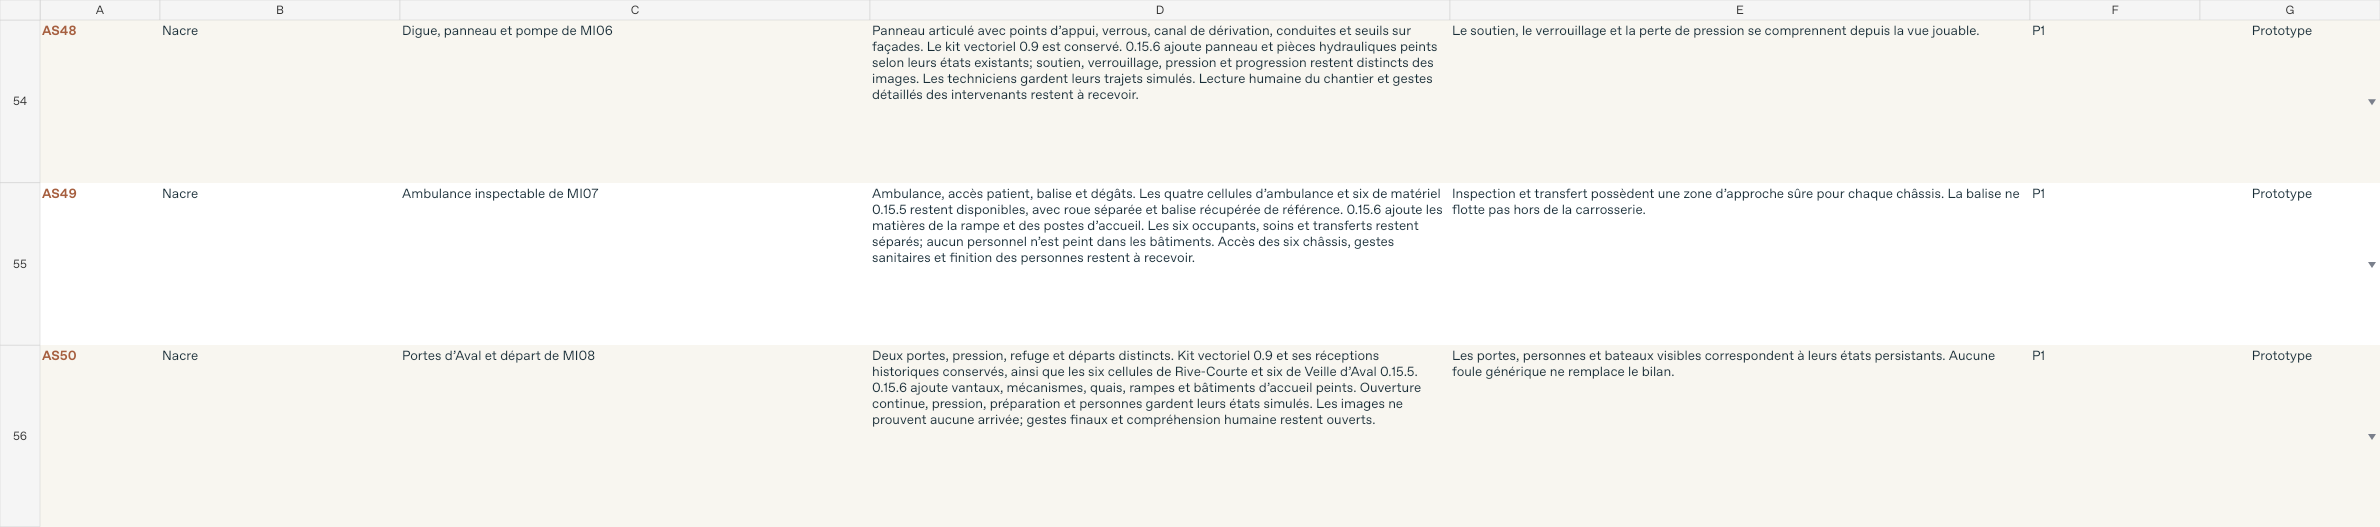 A B C D E F G
54
AS48 Nacre Digue, panneau et pompe de MI06
Panneau articulé avec points d’appui, verrous, canal de dérivation, conduites et seuils sur
façades. Le kit vectoriel 0.9 est conservé. 0.15.6 ajoute panneau et pièces hydrauliques peints
selon leurs états existants; soutien, verrouillage, pression et progression restent distincts des
images. Les techniciens gardent leurs trajets simulés. Lecture humaine du chantier et gestes
détaillés des intervenants restent à recevoir.
Le soutien, le verrouillage et la perte de pression se comprennent depuis la vue jouable.
P1
Prototype
55
AS49 Nacre Ambulance inspectable de MI07
Ambulance, accès patient, balise et dégâts. Les quatre cellules d’ambulance et six de matériel
0.15.5 restent disponibles, avec roue séparée et balise récupérée de référence. 0.15.6 ajoute les
matières de la rampe et des postes d’accueil. Les six occupants, soins et transferts restent
séparés; aucun personnel n’est peint dans les bâtiments. Accès des six châssis, gestes
sanitaires et finition des personnes restent à recevoir.
Inspection et transfert possèdent une zone d’approche sûre pour chaque châssis. La balise ne
flotte pas hors de la carrosserie.
P1
Prototype
56
AS50 Nacre Portes d’Aval et départ de MI08
Deux portes, pression, refuge et départs distincts. Kit vectoriel 0.9 et ses réceptions
historiques conservés, ainsi que les six cellules de Rive-Courte et six de Veille d’Aval 0.15.5.
0.15.6 ajoute vantaux, mécanismes, quais, rampes et bâtiments d’accueil peints. Ouverture
continue, pression, préparation et personnes gardent leurs états simulés. Les images ne
prouvent aucune arrivée; gestes finaux et compréhension humaine restent ouverts.
Les portes, personnes et bateaux visibles correspondent à leurs états persistants. Aucune
foule générique ne remplace le bilan.
P1
Prototype